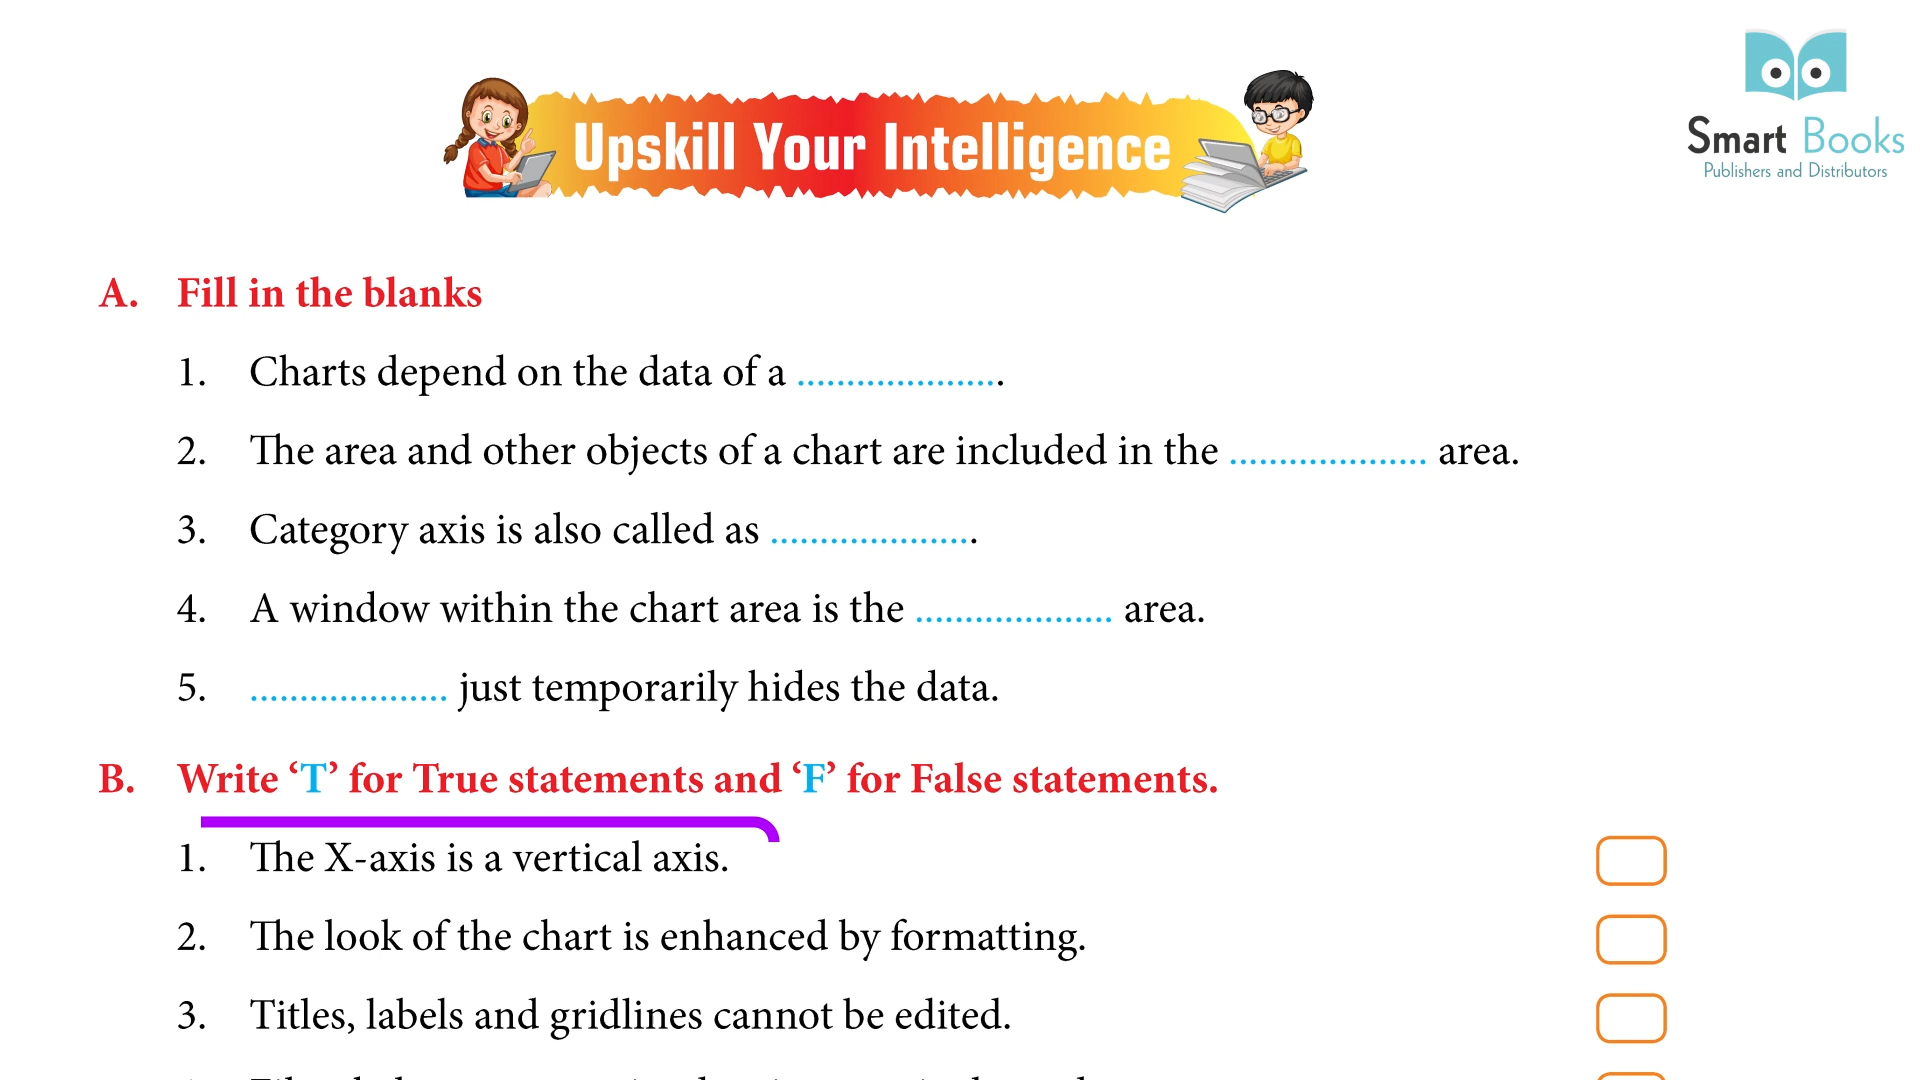 Smart Books
Publishers and Distributors
Upskill Your Intelligence
A. Fill in the blanks
1. Charts depend on the data of a .....................
2. The area and other objects of a chart are included in the .................... area.
3. Category axis is also called as .....................
4. A window within the chart area is the .................... area.
5. .................... just temporarily hides the data.
B. Write ‘T’ for True statements and ‘F’ for False statements.
1. The X-axis is a vertical axis.
2. The look of the chart is enhanced by formatting.
3. Titles, labels and gridlines cannot be edited.